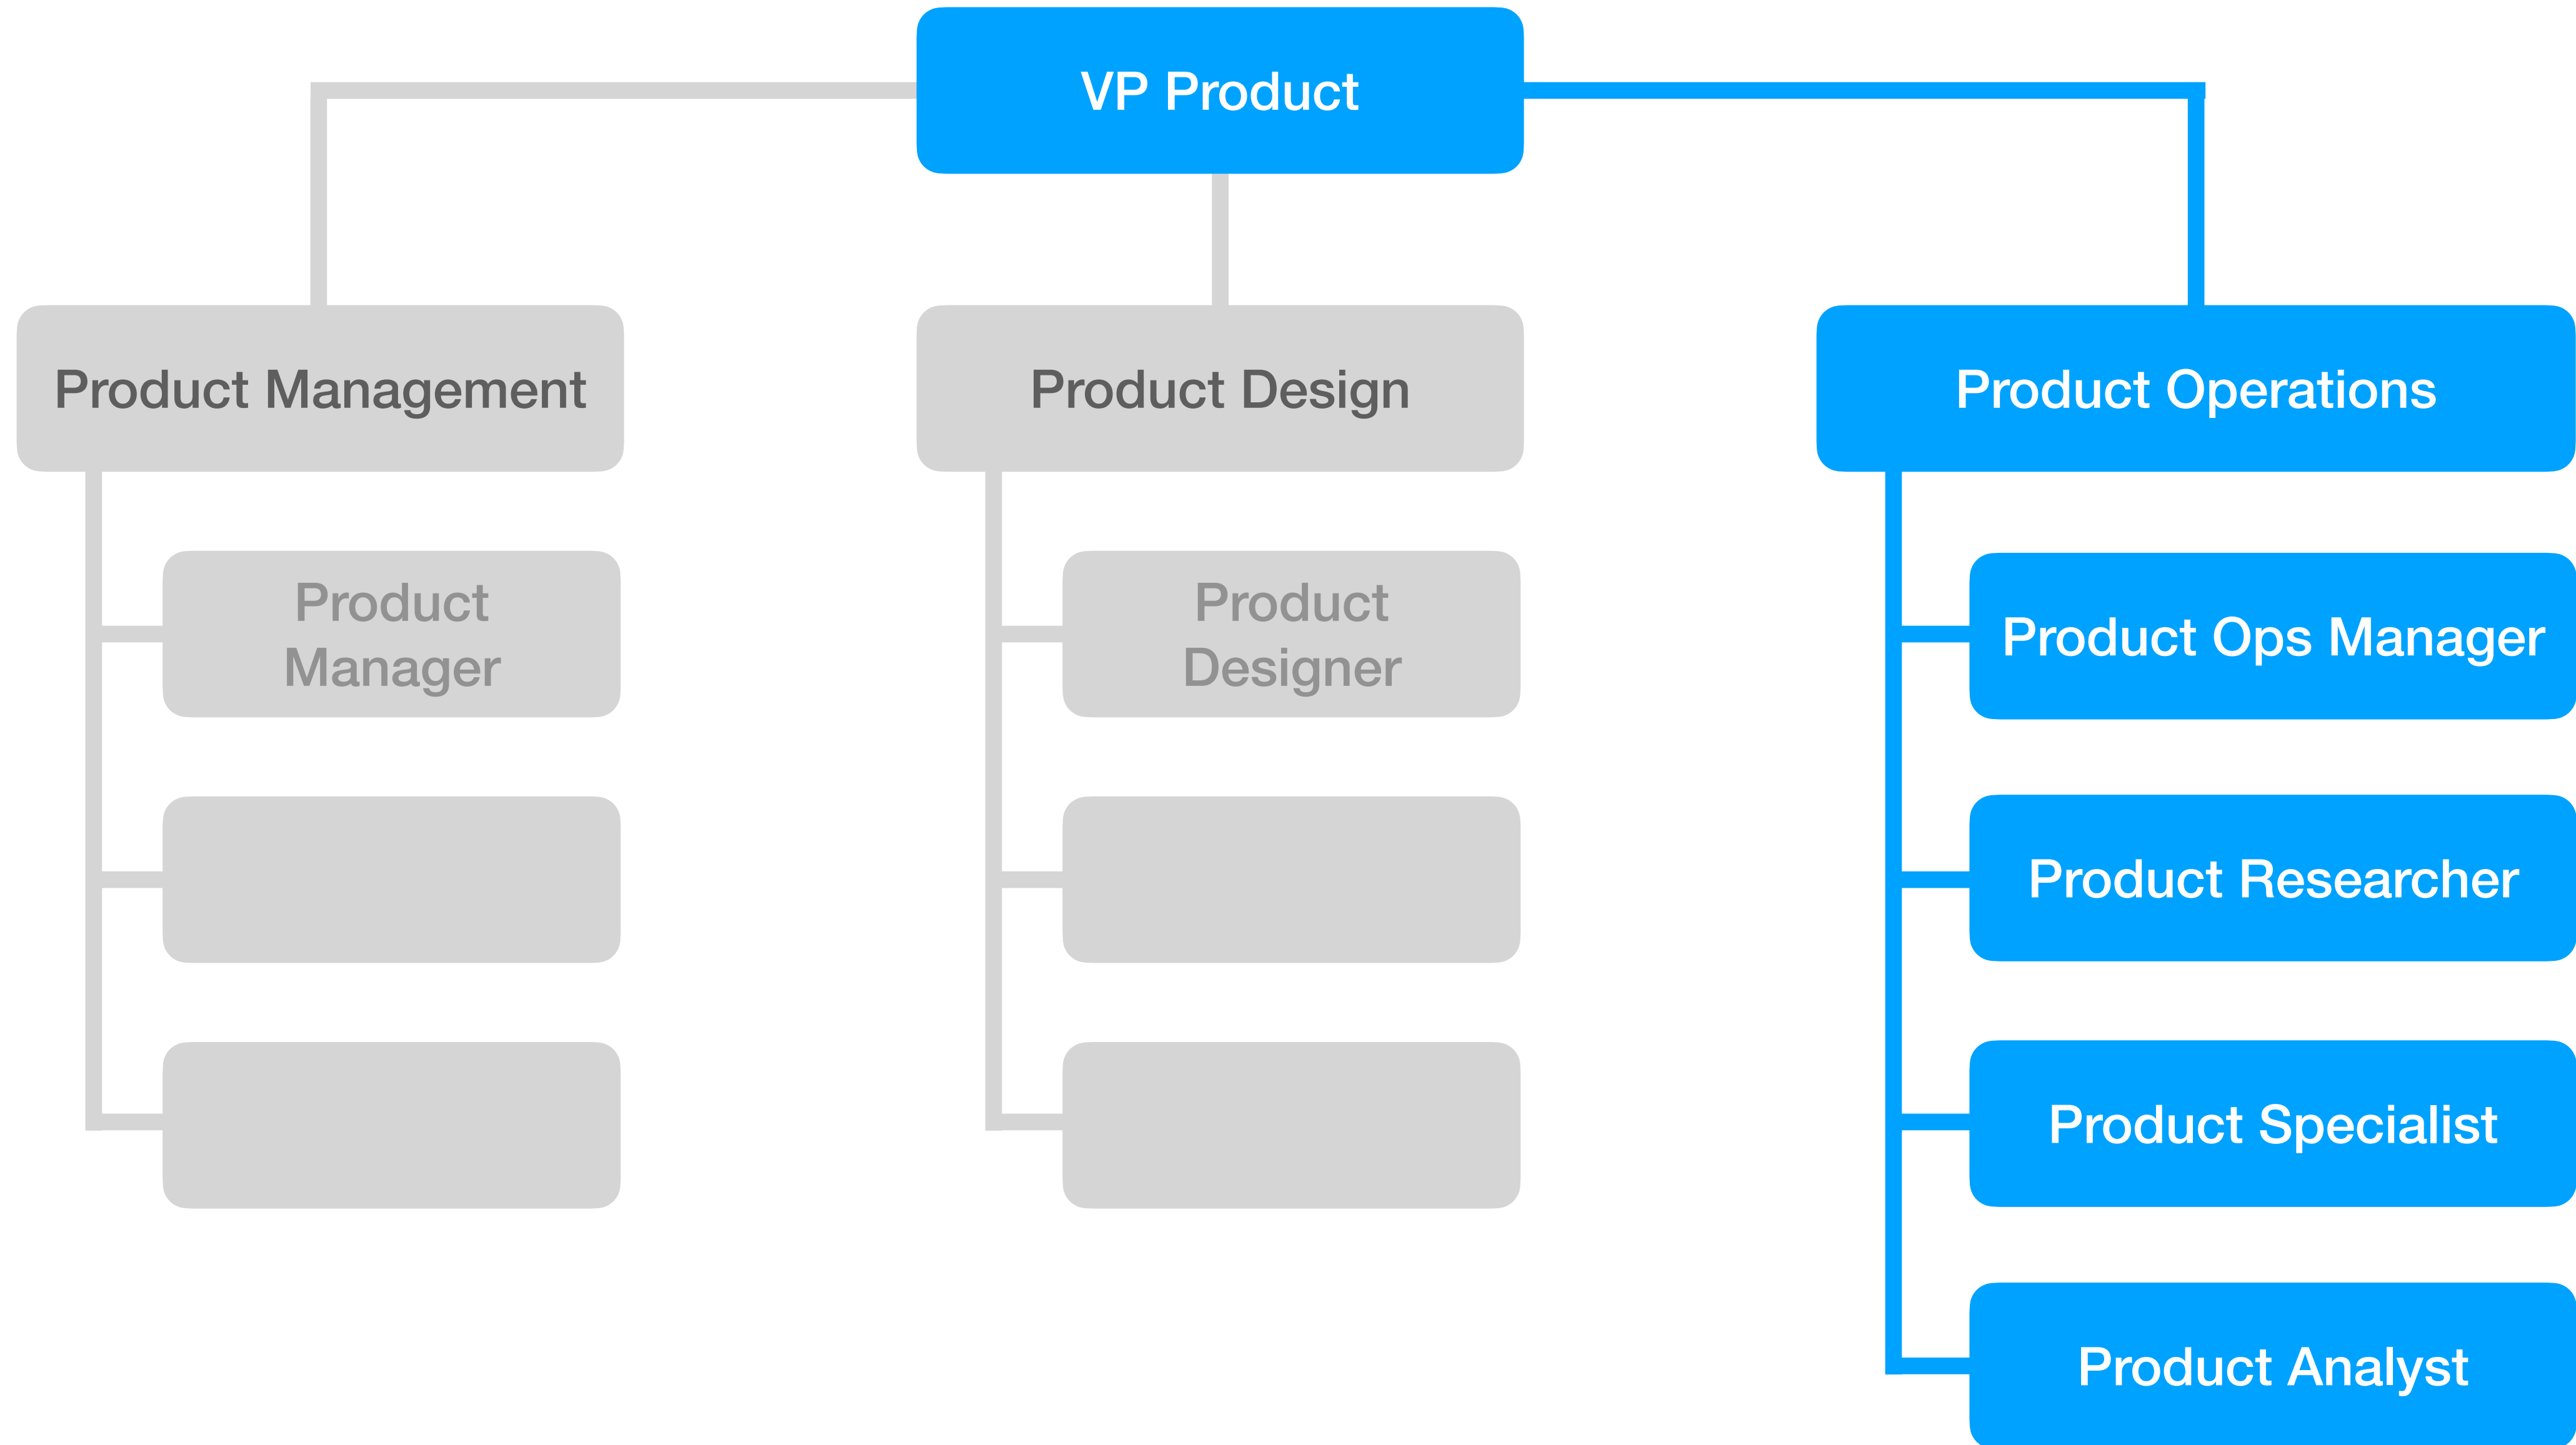 VP Product
Product Management
Product Design
Product Operations
Product
Manager
Product
Designer
Product Ops Manager
Product Researcher
Product Specialist
Product Analyst